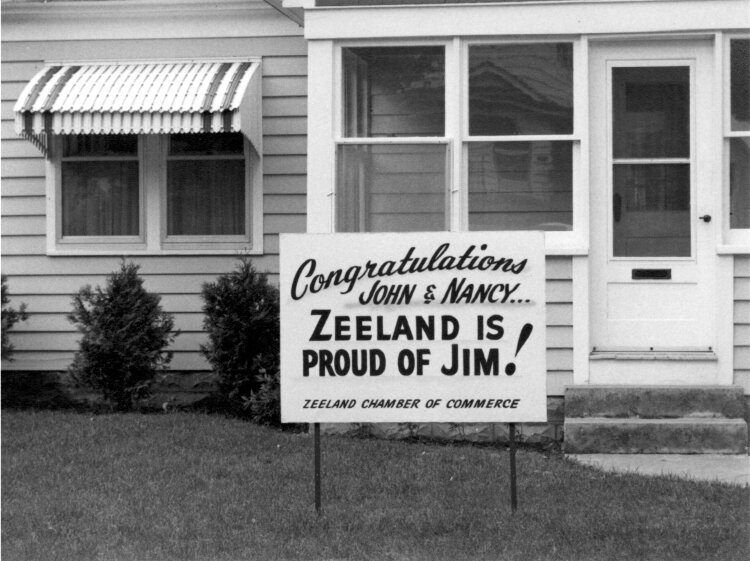 Congratulations
JOHN & NANCY...
ZEELAND IS
PROUD OF JIM!
ZEELAND CHAMBER OF COMMERCE